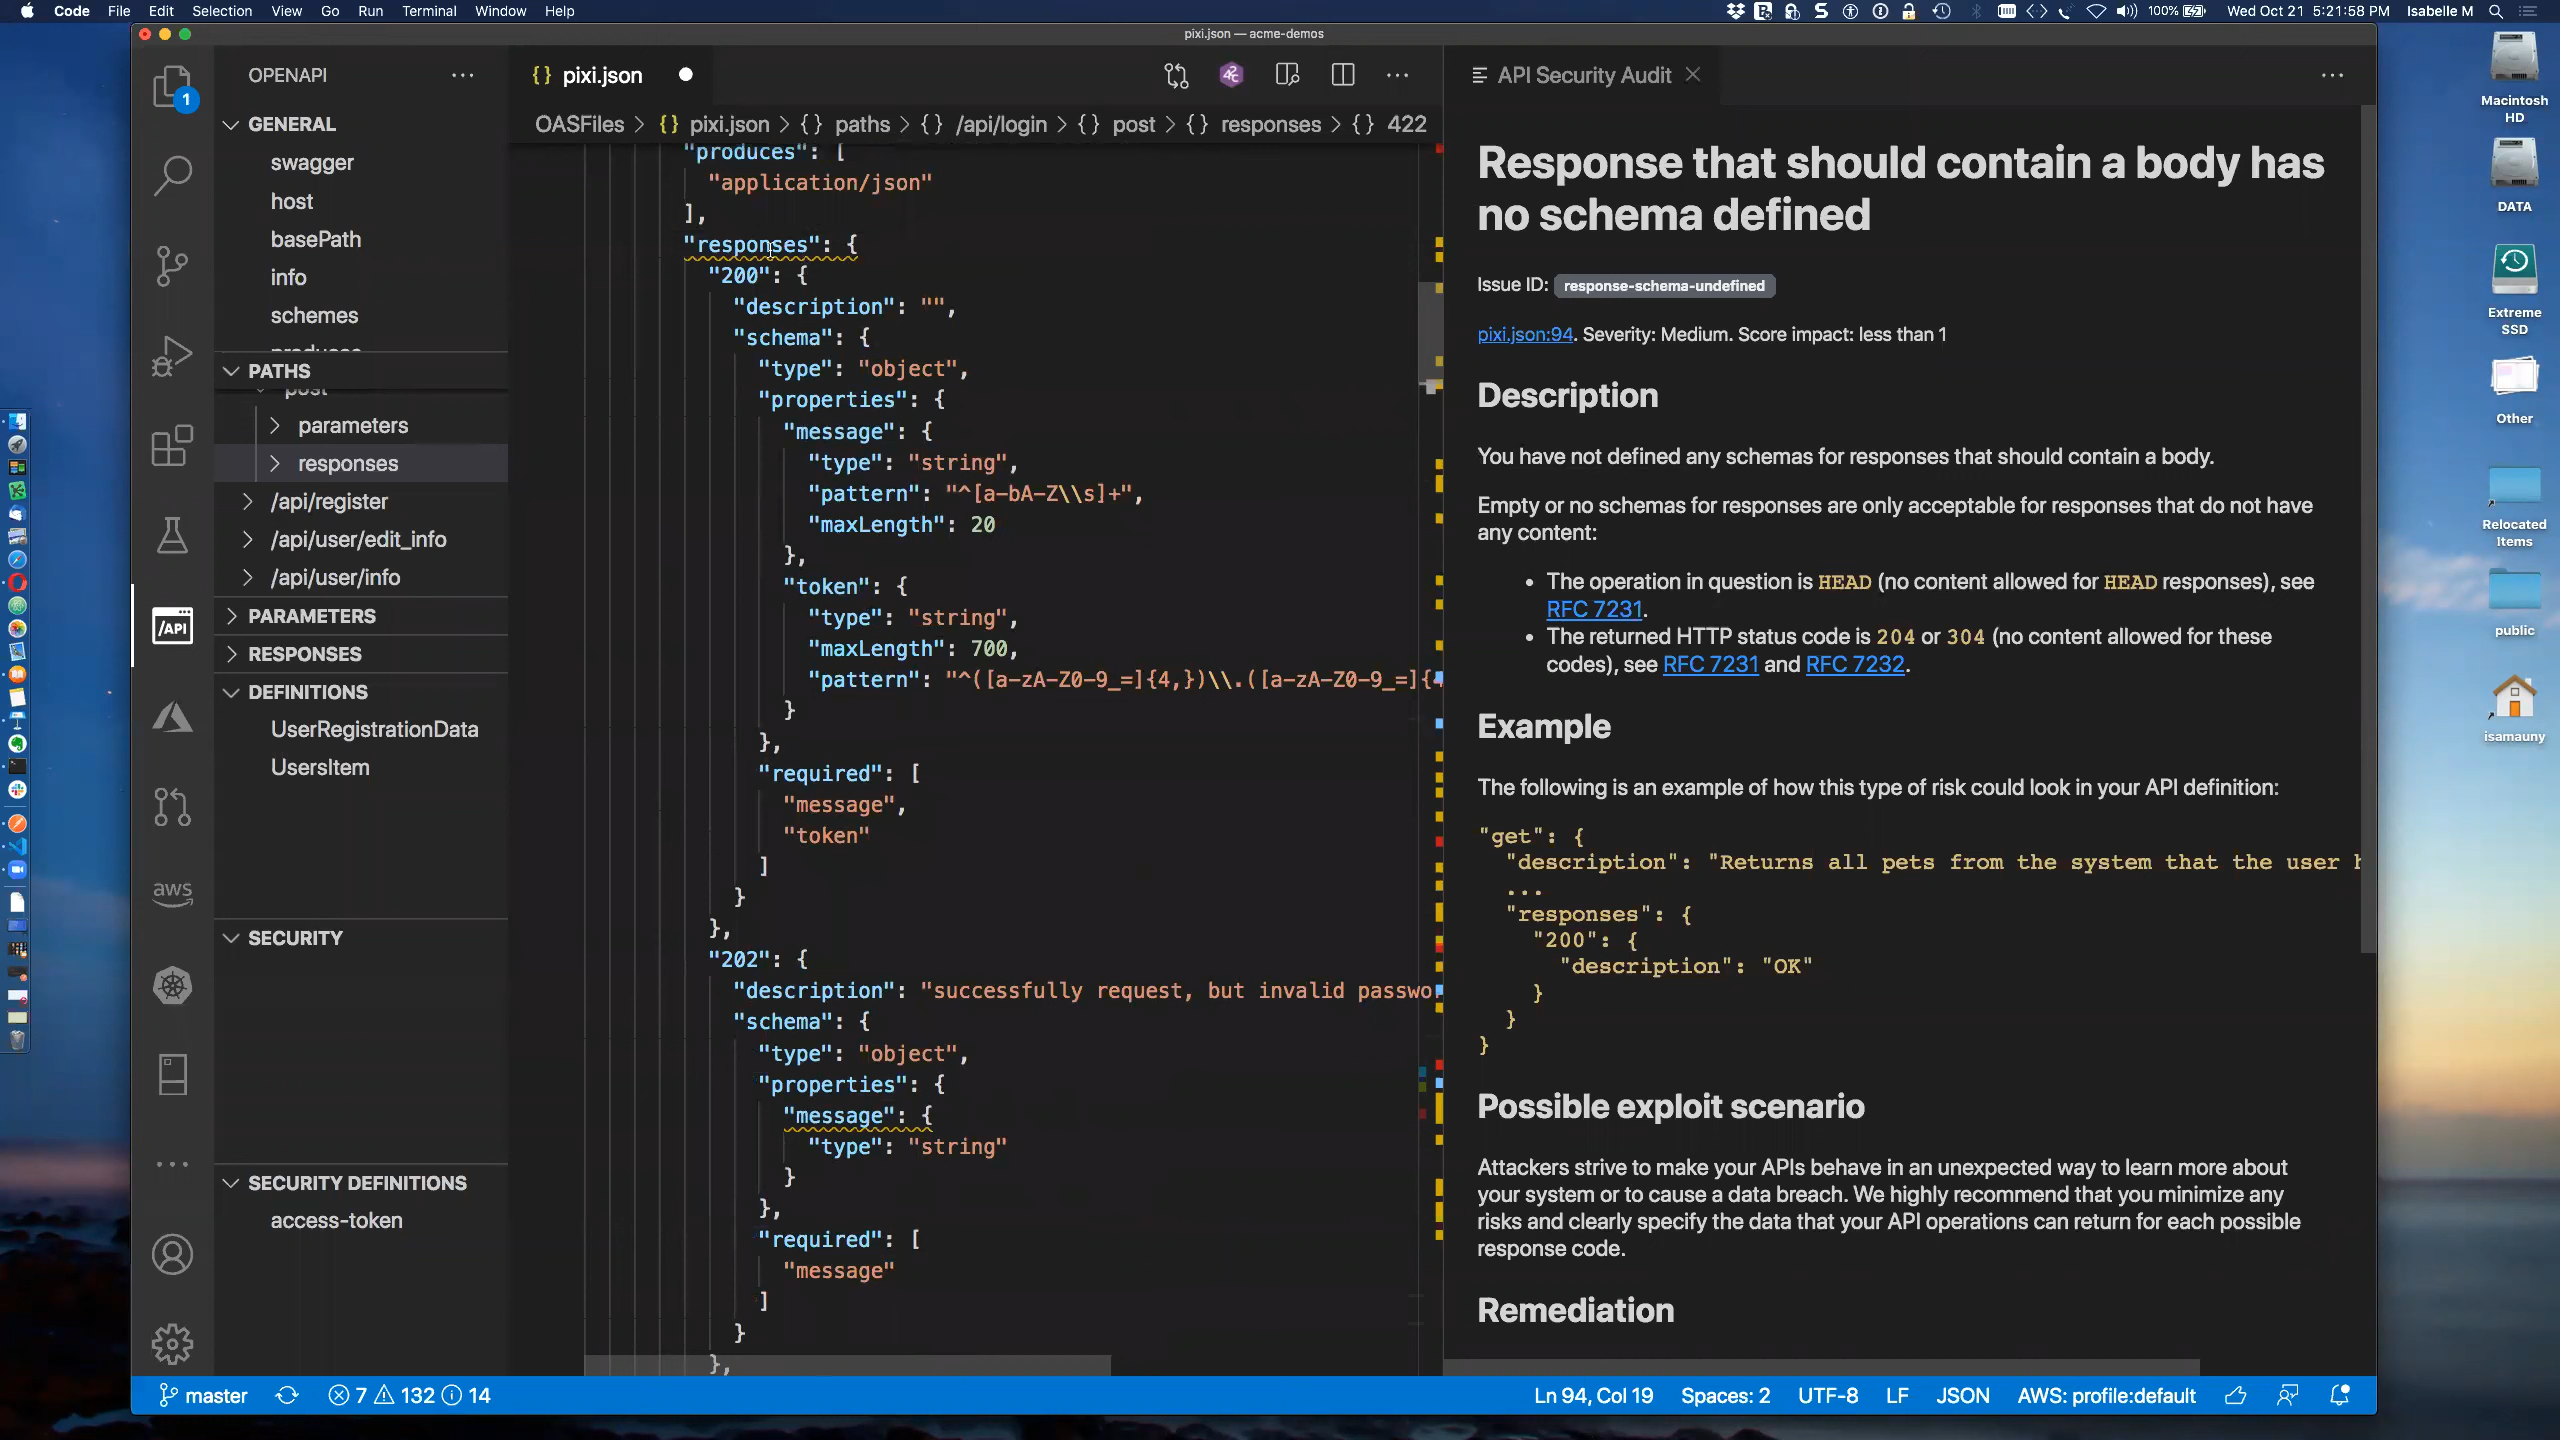 Code File Edit Selection View Go Run Terminal Window Help
100% Wed Oct 21 5:21:58 PM Isabelle M
pixi.json — acme-demos
OPENAPI
1
GENERAL
swagger
host
basePath
info
schemes
PATHS
post
parameters
responses
/api/register
/api/user/edit_info
/api/user/info
PARAMETERS
RESPONSES
DEFINITIONS
UserRegistrationData
UsersItem
SECURITY
SECURITY DEFINITIONS
access-token
/API
aws
{} pixi.json
OASFiles > {} pixi.json > {} paths > {} /api/login > {} post > {} responses > {} 422
"produces": [
"application/json"
],
"responses": {
"200": {
"description": "",
"schema": {
"type": "object",
"properties": {
"message": {
"type": "string",
"pattern": "^[a-bA-Z\\s]+",
"maxLength": 20
},
"token": {
"type": "string",
"maxLength": 700,
"pattern": "^([a-zA-Z0-9_=]{4,})\\.([a-zA-Z0-9_=]{4
}
},
"required": [
"message",
"token"
]
}
},
"202": {
"description": "successfully request, but invalid passwo
"schema": {
"type": "object",
"properties": {
"message": {
"type": "string"
}
},
"required": [
"message"
]
}
},
API Security Audit
Response that should contain a body has
no schema defined
Issue ID: response-schema-undefined
pixi.json:94. Severity: Medium. Score impact: less than 1
Description
You have not defined any schemas for responses that should contain a body.
Empty or no schemas for responses are only acceptable for responses that do not have
any content:
• The operation in question is HEAD (no content allowed for HEAD responses), see
RFC 7231.
• The returned HTTP status code is 204 or 304 (no content allowed for these
codes), see RFC 7231 and RFC 7232.
Example
The following is an example of how this type of risk could look in your API definition:
"get": {
"description": "Returns all pets from the system that the user h
...
"responses": {
"200": {
"description": "OK"
}
}
}
Possible exploit scenario
Attackers strive to make your APIs behave in an unexpected way to learn more about
your system or to cause a data breach. We highly recommend that you minimize any
risks and clearly specify the data that your API operations can return for each possible
response code.
Remediation
master 7 132 14
Ln 94, Col 19 Spaces: 2 UTF-8 LF JSON AWS: profile:default
Macintosh
HD
DATA
Extreme
SSD
Other
Relocated
Items
public
isamauny